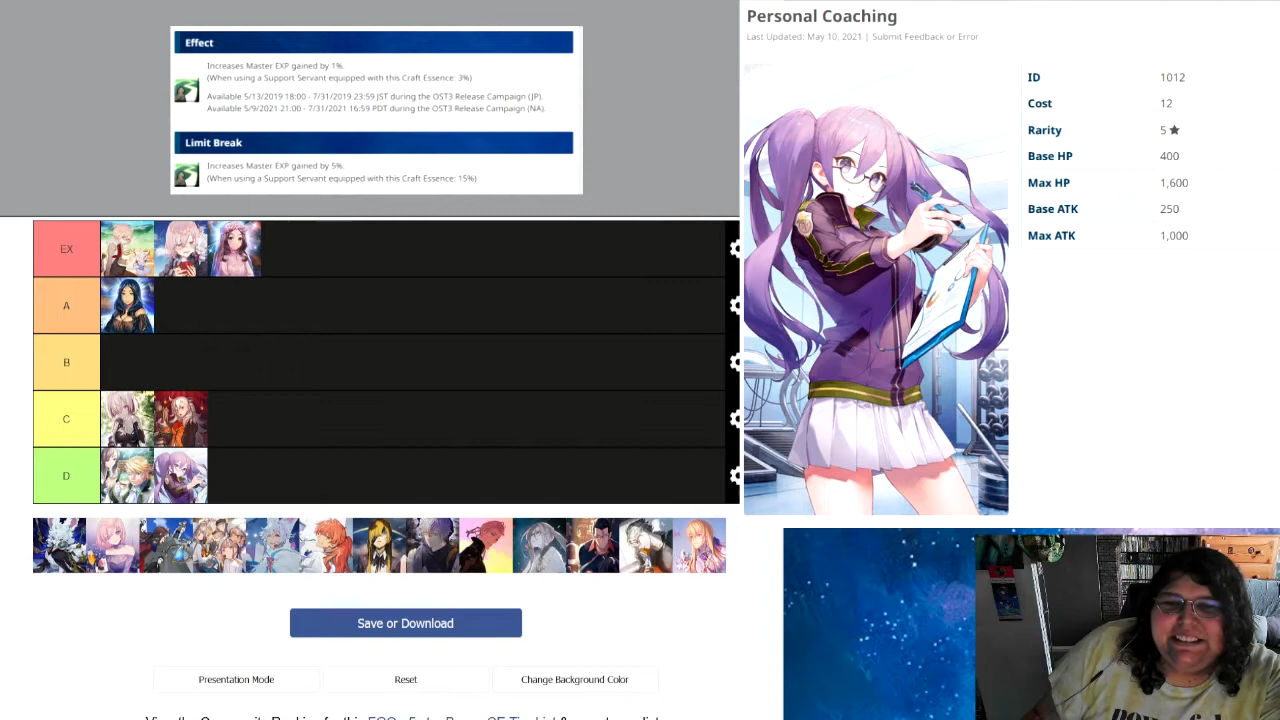 Effect
Increases Master EXP gained by 1%.
(When using a Support Servant equipped with this Craft Essence: 3%)
Available 5/13/2019 18:00 - 7/31/2019 23:59 JST during the OST3 Release Campaign (JP).
Available 5/9/2021 21:00 - 7/31/2021 16:59 PDT during the OST3 Release Campaign (NA).
Limit Break
Increases Master EXP gained by 5%.
(When using a Support Servant equipped with this Craft Essence: 15%)
Personal Coaching
Last Updated: May 10, 2021 | Submit Feedback or Error
ID 1012
Cost 12
Rarity 5 ★
Base HP 400
Max HP 1,600
Base ATK 250
Max ATK 1,000
EX
A
B
C
D
Save or Download
Presentation Mode
Reset
Change Background Color